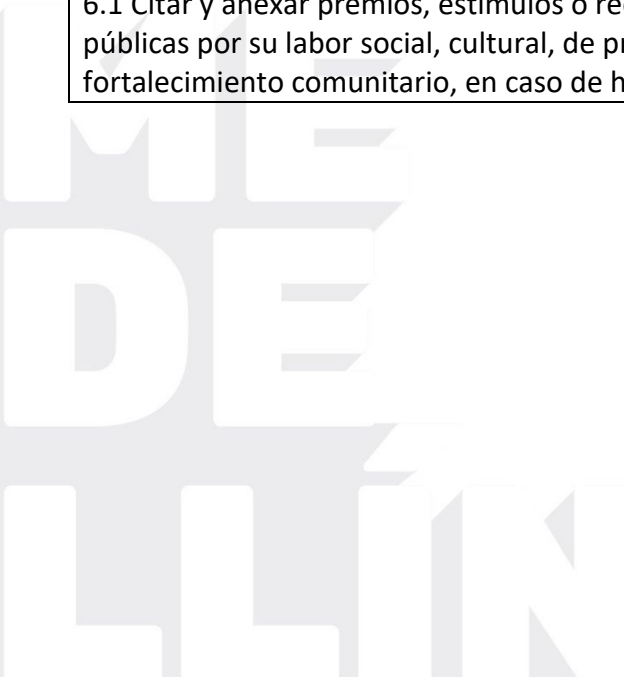 6.1 Citar y anexar premios, estímulos o
públicas por su labor social, cultural, de
fortalecimiento comunitario, en caso de
ME
DE
LLÍN